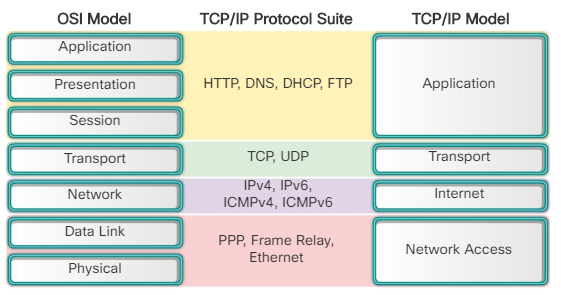 OSI Model
TCP/IP Protocol Suite
TCP/IP Model
Application
Presentation
Session
HTTP, DNS, DHCP, FTP
Application
Transport
TCP, UDP
Transport
Network
IPv4, IPv6,
ICMPv4, ICMPv6
Internet
Data Link
Physical
PPP, Frame Relay,
Ethernet
Network Access